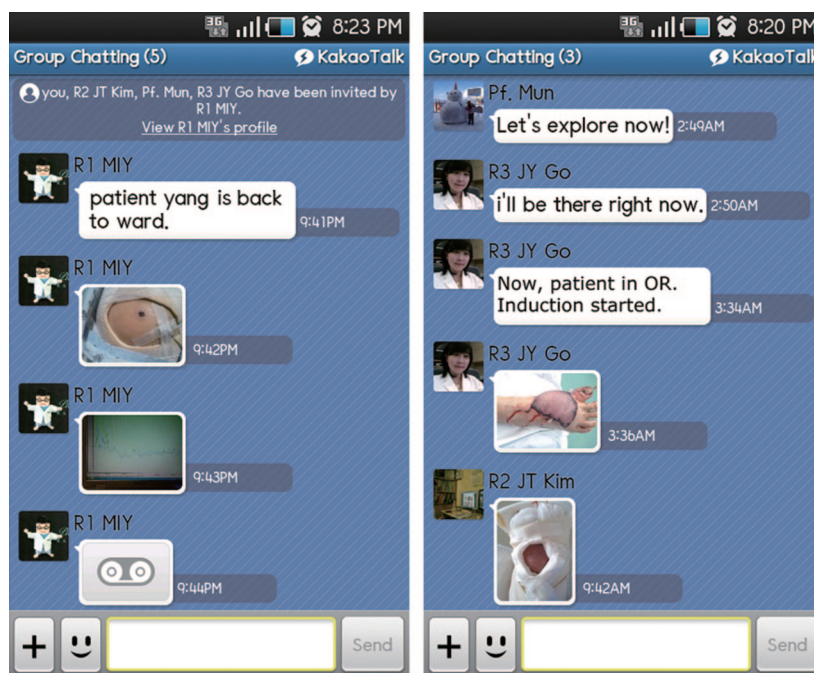 3G 8:23 PM
Group Chatting (5) KakaoTalk
you, R2 JT Kim, Pf. Mun, R3 JY Go have been invited by
R1 MIY.
View R1 MIY's profile
R1 MIY
patient yang is back
to ward.
9:41PM
R1 MIY
9:42PM
R1 MIY
9:43PM
R1 MIY
9:44PM
Send
3G 8:20 PM
Group Chatting (3) KakaoTalk
Pf. Mun
Let's explore now! 2:49AM
R3 JY Go
i'll be there right now. 2:50AM
R3 JY Go
Now, patient in OR.
Induction started.
3:34AM
R3 JY Go
3:36AM
R2 JT Kim
9:42AM
Send